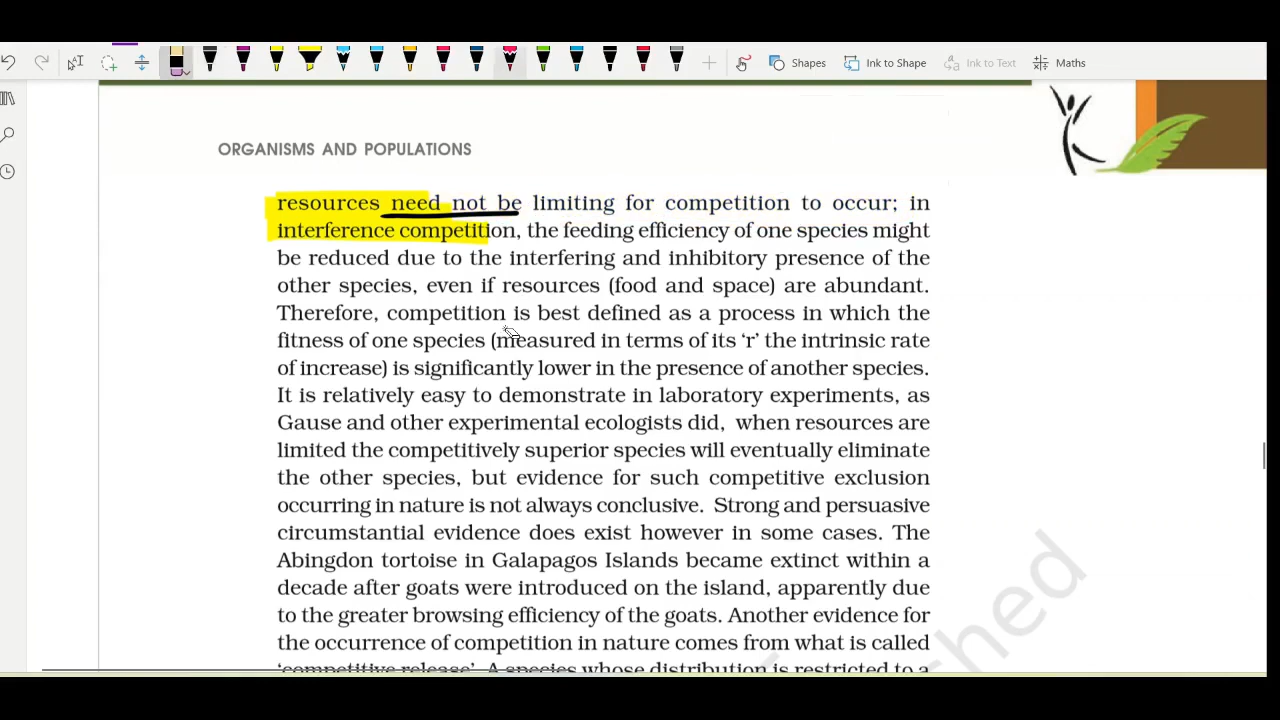 Shapes Ink to Shape Ink to Text Maths
ORGANISMS AND POPULATIONS
resources need not be limiting for competition to occur; in
interference competition, the feeding efficiency of one species might
be reduced due to the interfering and inhibitory presence of the
other species, even if resources (food and space) are abundant.
Therefore, competition is best defined as a process in which the
fitness of one species (measured in terms of its ‘r’ the intrinsic rate
of increase) is significantly lower in the presence of another species.
It is relatively easy to demonstrate in laboratory experiments, as
Gause and other experimental ecologists did, when resources are
limited the competitively superior species will eventually eliminate
the other species, but evidence for such competitive exclusion
occurring in nature is not always conclusive. Strong and persuasive
circumstantial evidence does exist however in some cases. The
Abingdon tortoise in Galapagos Islands became extinct within a
decade after goats were introduced on the island, apparently due
to the greater browsing efficiency of the goats. Another evidence for
the occurrence of competition in nature comes from what is called
‘competitive release’. A species whose distribution is restricted to a